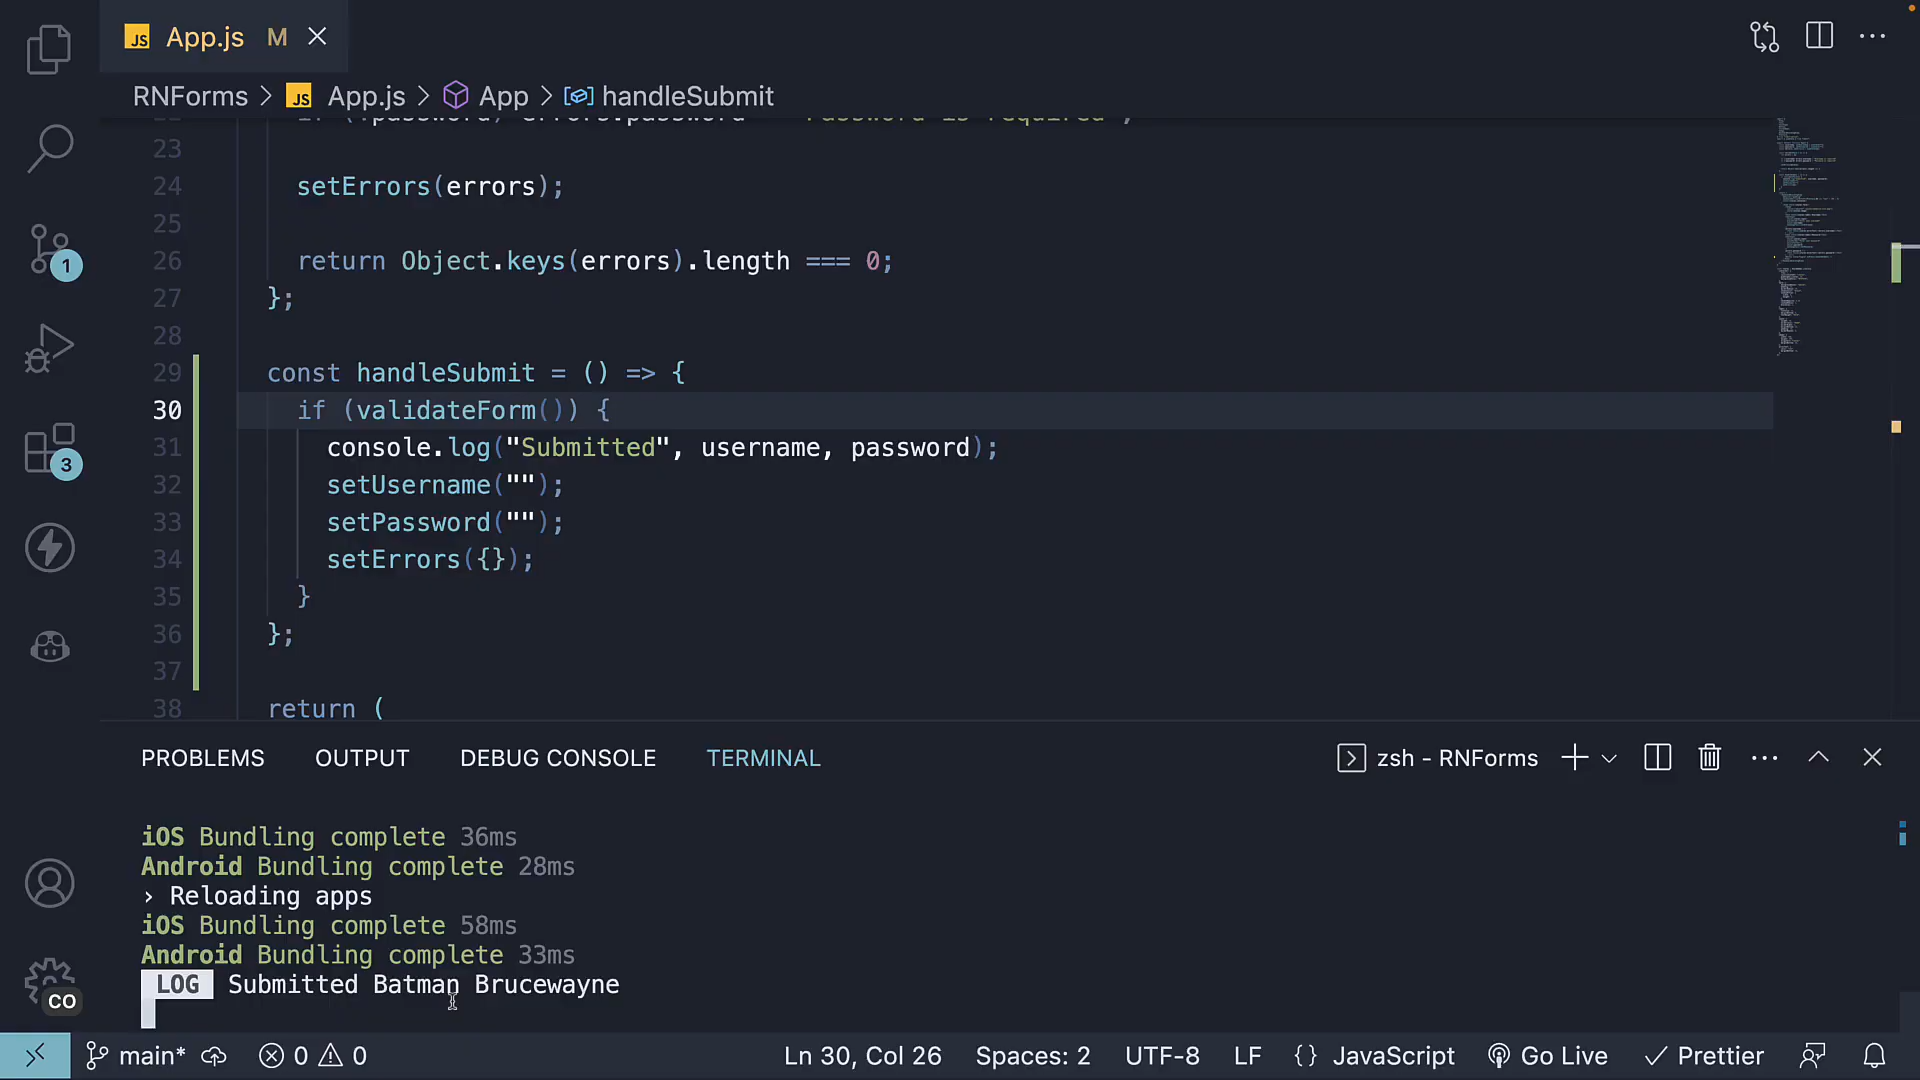 JS App.js M
RNForms > JS App.js > App > handleSubmit
23
24 setErrors(errors);
25
26 return Object.keys(errors).length === 0;
27 };
28
29 const handleSubmit = () => {
30 if (validateForm()) {
31 console.log("Submitted", username, password);
32 setUsername("");
33 setPassword("");
34 setErrors({});
35 }
36 };
37
38 return (
1
3
PROBLEMS OUTPUT DEBUG CONSOLE TERMINAL zsh - RNForms
iOS Bundling complete 36ms
Android Bundling complete 28ms
› Reloading apps
iOS Bundling complete 58ms
Android Bundling complete 33ms
LOG Submitted Batman Brucewayne
CO
main* 0 0 Ln 30, Col 26 Spaces: 2 UTF-8 LF {} JavaScript Go Live Prettier